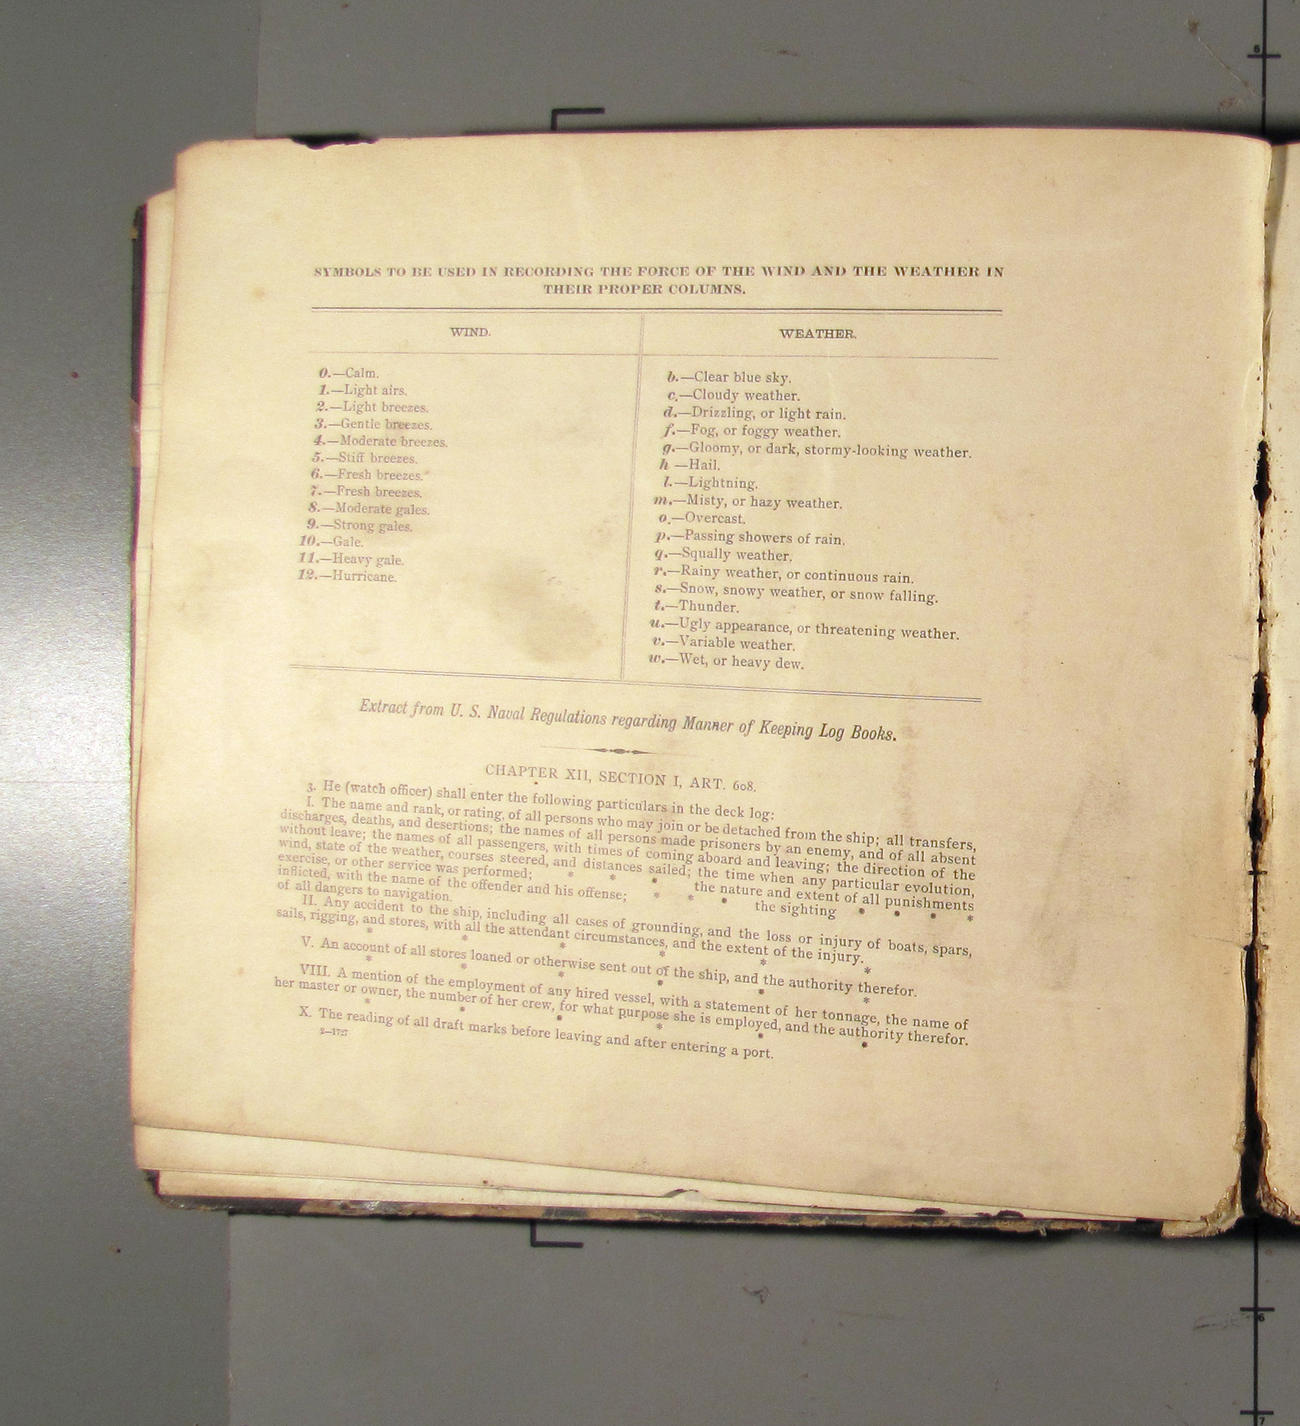 SYMBOLS TO BE USED IN RECORDING THE FORCE OF THE WIND AND THE WEATHER IN
THEIR PROPER COLUMNS.
WIND.
0.—Calm.
1.—Light airs.
2.—Light breezes.
3.—Gentle breezes.
4.—Moderate breezes.
5.—Stiff breezes.
6.—Fresh breezes.
7.—Fresh breezes.
8.—Moderate gales.
9.—Strong gales.
10.—Gale.
11.—Heavy gale.
12.—Hurricane.
WEATHER.
b.—Clear blue sky.
c.—Cloudy weather.
d.—Drizzling, or light rain.
f.—Fog, or foggy weather.
g.—Gloomy, or dark, stormy-looking weather.
h —Hail.
l.—Lightning.
m.—Misty, or hazy weather.
o.—Overcast.
p.—Passing showers of rain.
q.—Squally weather.
r.—Rainy weather, or continuous rain.
s.—Snow, snowy weather, or snow falling.
t.—Thunder.
u.—Ugly appearance, or threatening weather.
v.—Variable weather.
w.—Wet, or heavy dew.
Extract from U. S. Naval Regulations regarding Manner of Keeping Log Books.
CHAPTER XII, SECTION I, ART. 608.
3. He (watch officer) shall enter the following particulars in the deck log:
I. The name and rank, or rating, of all persons who may join or be detached from the ship; all transfers,
discharges, deaths, and desertions; the names of all persons made prisoners by an enemy, and of all absent
without leave; the names of all passengers, with times of coming aboard and leaving; the direction of the
wind, state of the weather, courses steered, and distances sailed; the time when any particular evolution,
exercise, or other service was performed; * * * the nature and extent of all punishments
inflicted, with the name of the offender and his offense; * * * the sighting * * * *
of all dangers to navigation.
II. Any accident to the ship, including all cases of grounding, and the loss or injury of boats, spars,
sails, rigging, and stores, with all the attendant circumstances, and the extent of the injury.
* * * * * *
V. An account of all stores loaned or otherwise sent out of the ship, and the authority therefor.
* * * * * *
VIII. A mention of the employment of any hired vessel, with a statement of her tonnage, the name of
her master or owner, the number of her crew, for what purpose she is employed, and the authority therefor.
* * * * * *
X. The reading of all draft marks before leaving and after entering a port.
2—1727
5
6
7